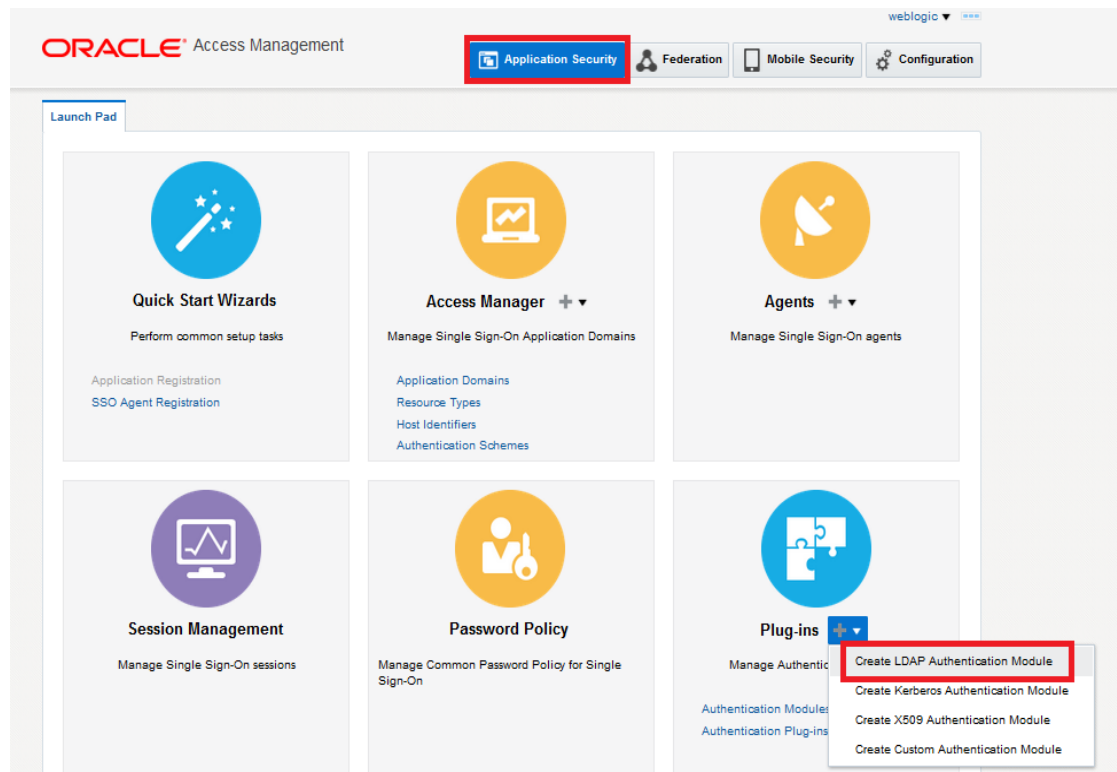 weblogic
ORACLE Access Management
Application Security
Federation
Mobile Security
Configuration
Launch Pad
Quick Start Wizards
Perform common setup tasks
Application Registration
SSO Agent Registration
Access Manager
Manage Single Sign-On Application Domains
Application Domains
Resource Types
Host Identifiers
Authentication Schemes
Agents
Manage Single Sign-On agents
Session Management
Manage Single Sign-On sessions
Password Policy
Manage Common Password Policy for Single
Sign-On
Plug-ins
Manage Authentic
Authentication Modules
Authentication Plug-ins
Create LDAP Authentication Module
Create Kerberos Authentication Module
Create X509 Authentication Module
Create Custom Authentication Module